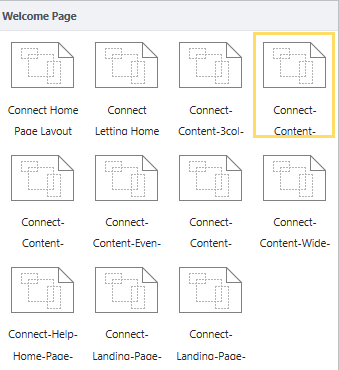 Welcome Page
Connect Home
Page Layout
Connect
Letting Home
Connect-
Content-3col-
Connect-
Content-
Connect-
Content-
Connect-
Content-Even-
Connect-
Content-
Connect-
Content-Wide-
Connect-Help-
Home-Page-
Connect-
Landing-Page-
Connect-
Landing-Page-